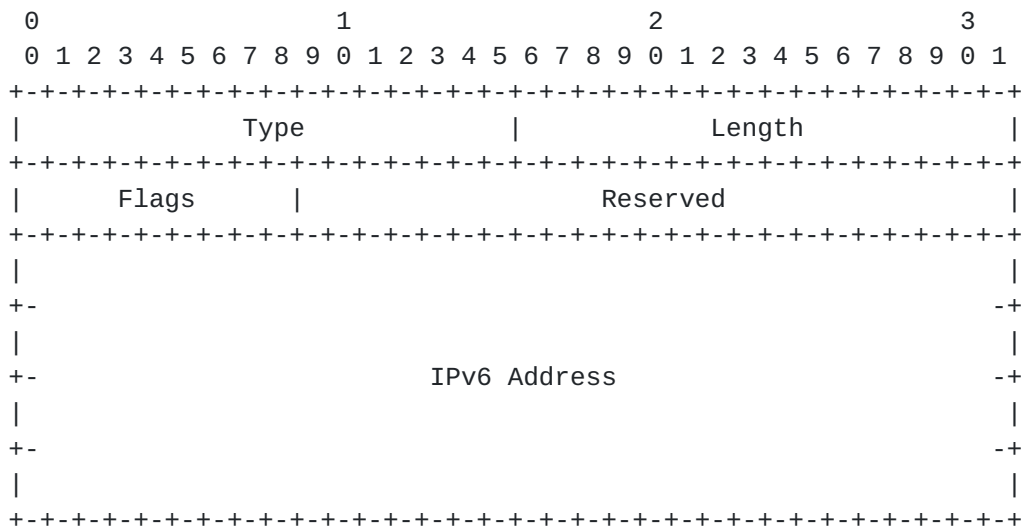 0                   1                   2                   3
 0 1 2 3 4 5 6 7 8 9 0 1 2 3 4 5 6 7 8 9 0 1 2 3 4 5 6 7 8 9 0 1
+-+-+-+-+-+-+-+-+-+-+-+-+-+-+-+-+-+-+-+-+-+-+-+-+-+-+-+-+-+-+-+-+
|              Type             |            Length             |
+-+-+-+-+-+-+-+-+-+-+-+-+-+-+-+-+-+-+-+-+-+-+-+-+-+-+-+-+-+-+-+-+
|      Flags      |                   Reserved                  |
+-+-+-+-+-+-+-+-+-+-+-+-+-+-+-+-+-+-+-+-+-+-+-+-+-+-+-+-+-+-+-+-+
|                                                               |
+-                                                             -+
|                                                               |
+-                         IPv6 Address                        -+
|                                                               |
+-                                                             -+
|                                                               |
+-+-+-+-+-+-+-+-+-+-+-+-+-+-+-+-+-+-+-+-+-+-+-+-+-+-+-+-+-+-+-+-+